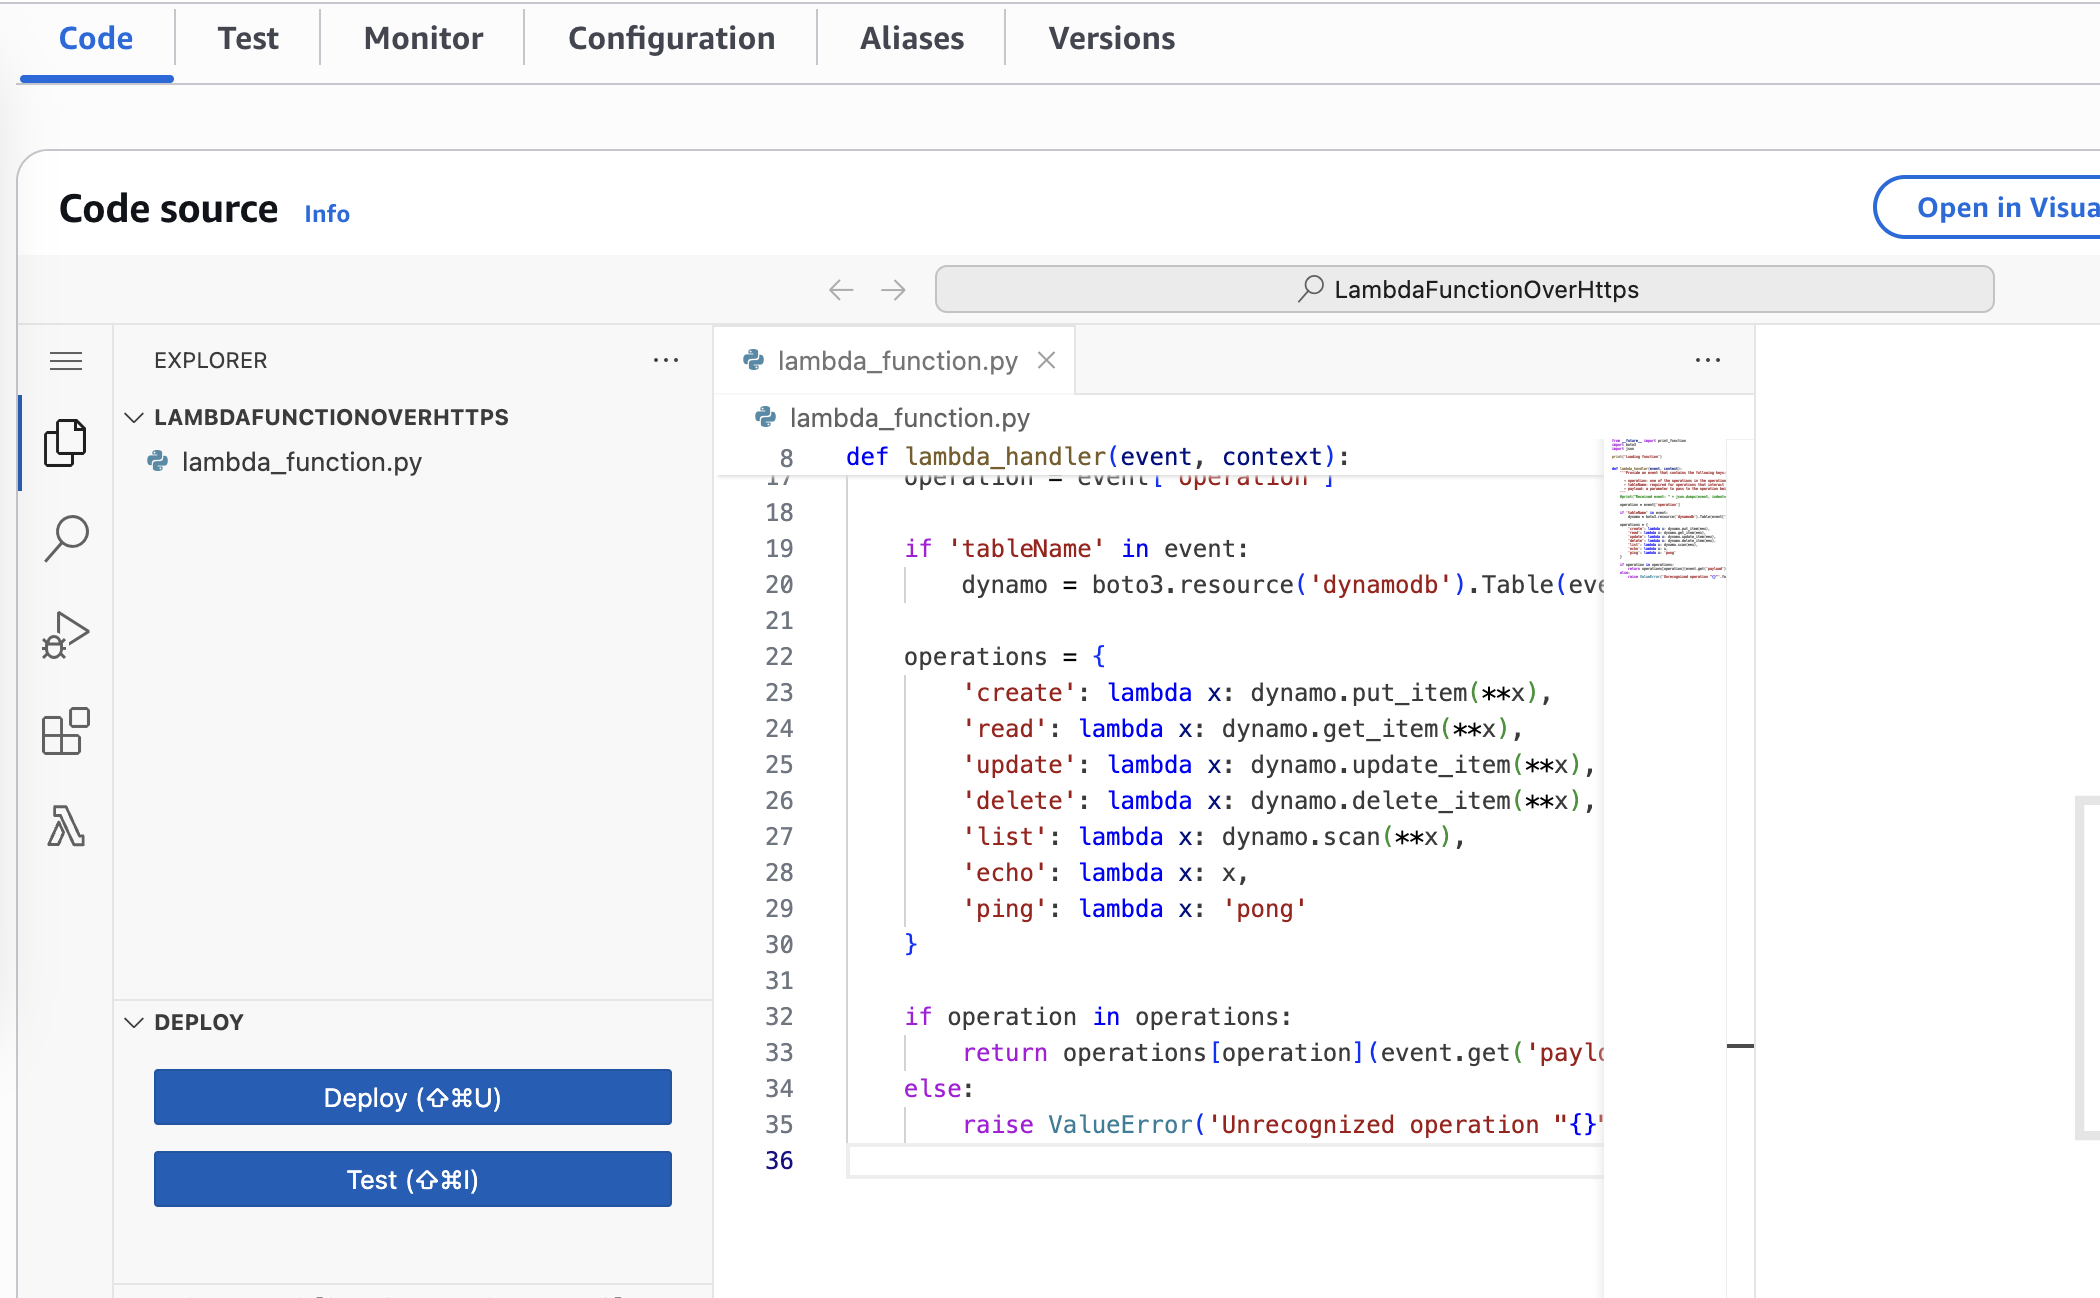 Code Test Monitor Configuration Aliases Versions
Code source Info
Open in Visua
LambdaFunctionOverHttps
EXPLORER
LAMBDAFUNCTIONOVERHTTPS
lambda_function.py
DEPLOY
Deploy (⇧⌘U)
Test (⇧⌘I)
lambda_function.py
lambda_function.py
8 def lambda_handler(event, context):
17 operation = event['operation']
18
19 if 'tableName' in event:
20 dynamo = boto3.resource('dynamodb').Table(eve
21
22 operations = {
23 'create': lambda x: dynamo.put_item(**x),
24 'read': lambda x: dynamo.get_item(**x),
25 'update': lambda x: dynamo.update_item(**x),
26 'delete': lambda x: dynamo.delete_item(**x),
27 'list': lambda x: dynamo.scan(**x),
28 'echo': lambda x: x,
29 'ping': lambda x: 'pong'
30 }
31
32 if operation in operations:
33 return operations[operation](event.get('paylo
34 else:
35 raise ValueError('Unrecognized operation "{}"
36